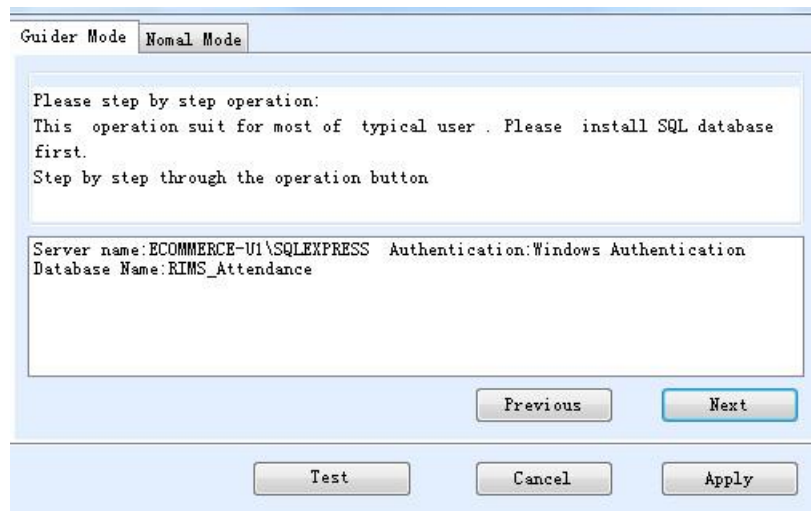 Guider Mode Nomal Mode
Please step by step operation:
This operation suit for most of typical user . Please install SQL database
first.
Step by step through the operation button
Server name:ECOMMERCE-U1\SQLEXPRESS Authentication:Windows Authentication
Database Name:RIMS_Attendance
Previous Next
Test Cancel Apply